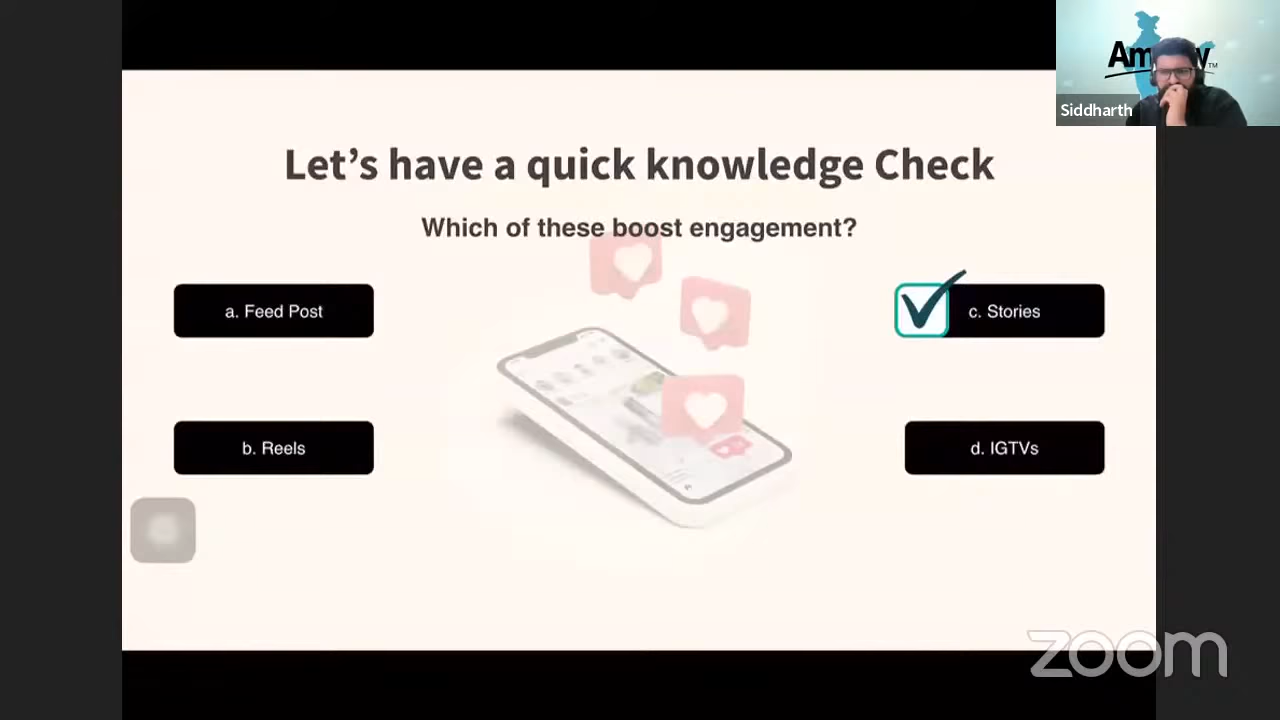 Let's have a quick knowledge Check
Which of these boost engagement?
a. Feed Post
c. Stories
b. Reels
d. IGTVs
Siddharth
zoom